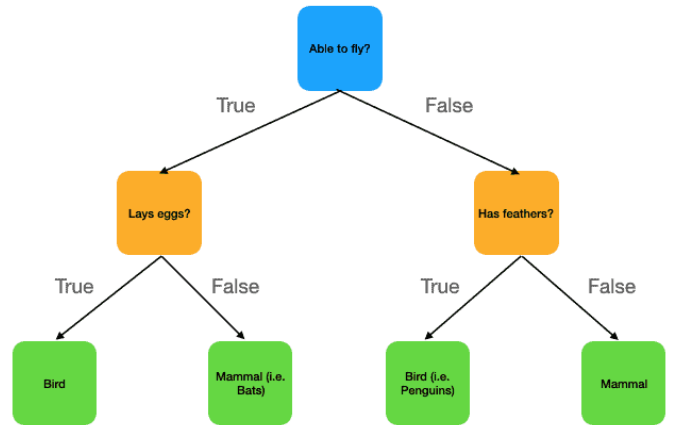 Able to fly?
True
False
Lays eggs?
Has feathers?
True
False
True
False
Bird
Mammal (i.e.
Bats)
Bird (i.e.
Penguins)
Mammal